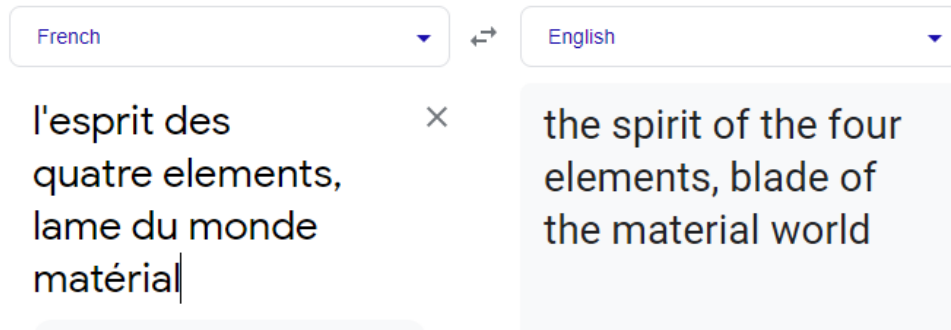 French
English
l'esprit des
quatre elements,
lame du monde
matérial
the spirit of the four
elements, blade of
the material world